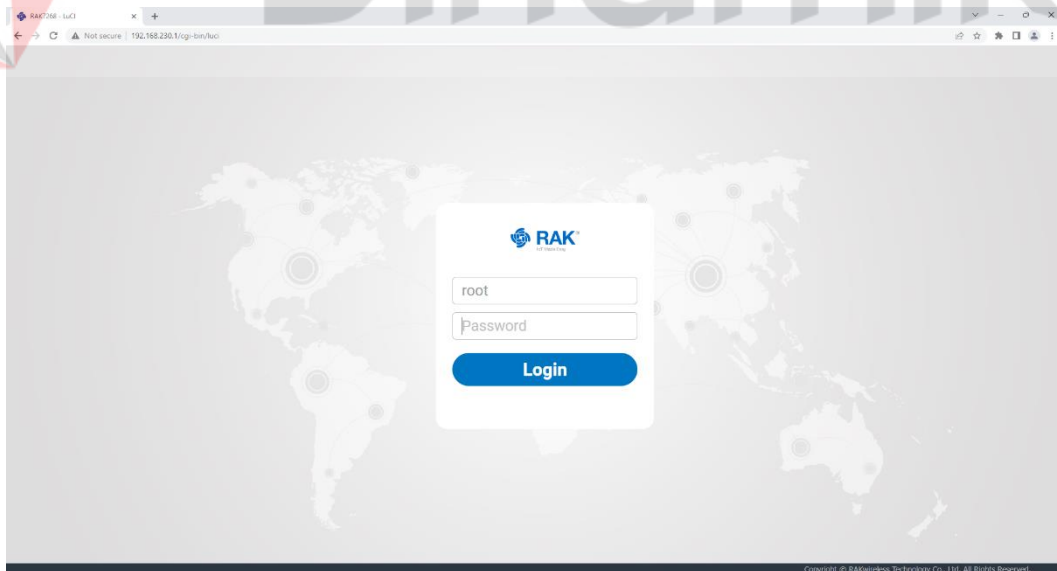 RAK7268 - LuCI
Not secure | 192.168.230.1/cgi-bin/luci
RAK®
root
Password
Login
Copyright © RAKwireless Technology Co., Ltd. All Rights Reserved.